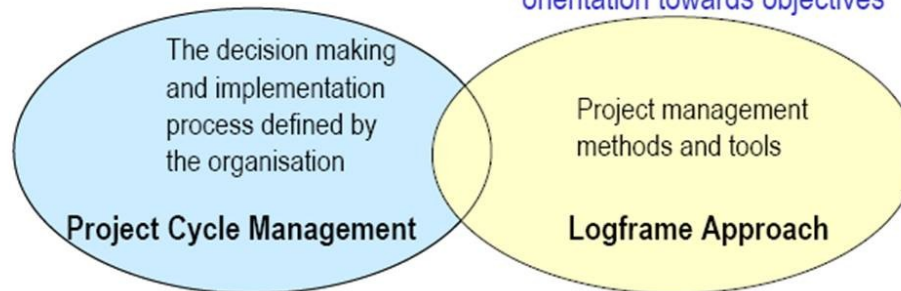 orientation towards objectives
The decision making
and implementation
process defined by
the organisation
Project Cycle Management
Project management
methods and tools
Logframe Approach